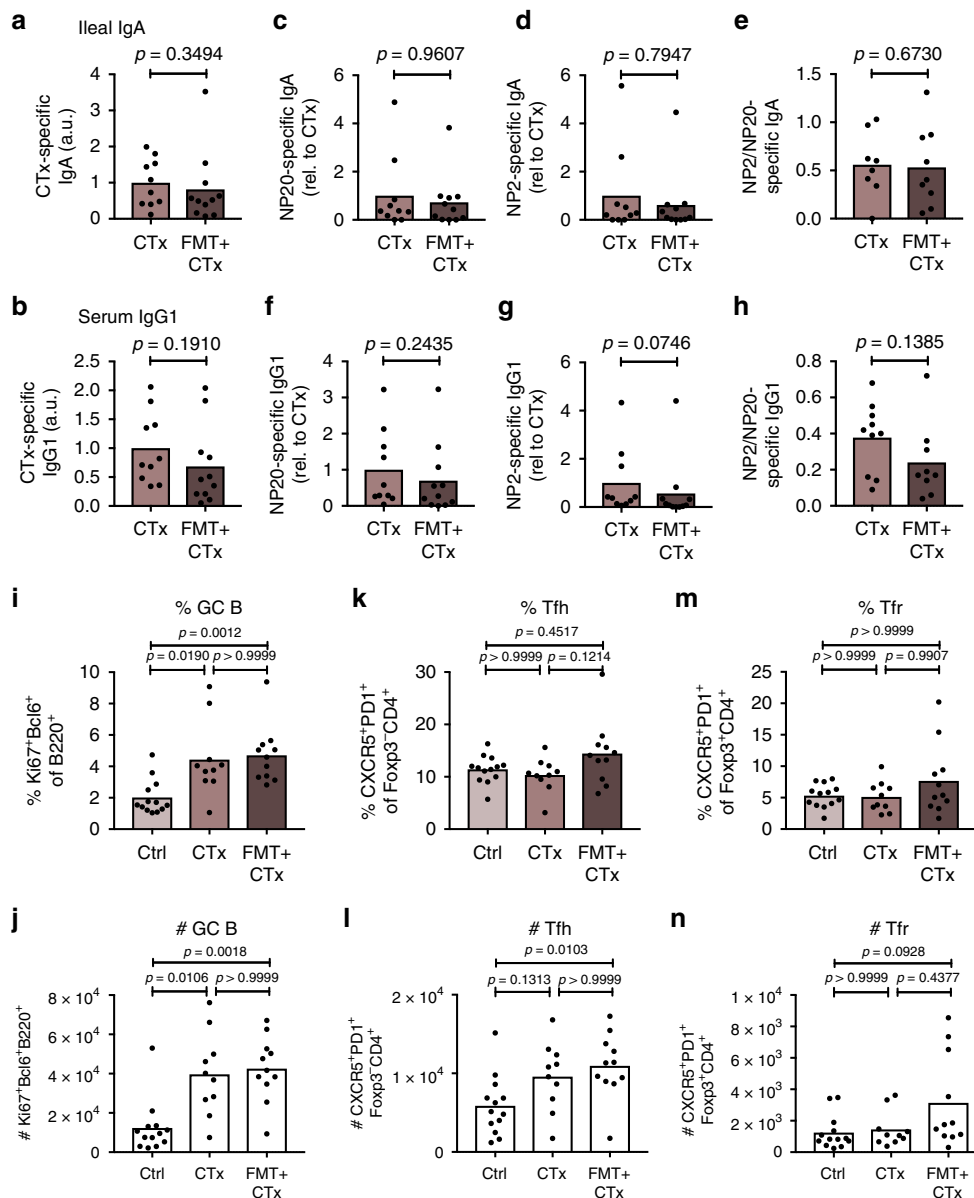 a
Ileal IgA
p = 0.3494
CTx-specific
IgA (a.u.)
4
3
2
1
0
CTx
FMT+
CTx
c
p = 0.9607
NP20-specific IgA
(rel. to CTx)
6
4
2
0
CTx
FMT+
CTx
d
p = 0.7947
NP2-specific IgA
(rel to CTx)
6
4
2
0
CTx
FMT+
CTx
e
p = 0.6730
NP2/NP20-
specific IgA
1.5
1.0
0.5
0
CTx
FMT+
CTx
b
Serum IgG1
p = 0.1910
CTx-specific
IgG1 (a.u.)
2.5
2.0
1.5
1.0
0.5
0.0
CTx
FMT+
CTx
f
p = 0.2435
NP20-specific IgG1
(rel. to CTx)
4
3
2
1
0
CTx
FMT+
CTx
g
p = 0.0746
NP2-specific IgG1
(rel to CTx)
6
4
2
0
CTx
FMT+
CTx
h
p = 0.1385
NP2/NP20-
specific IgG1
0.8
0.6
0.4
0.2
0.0
CTx
FMT+
CTx
i
% GC B
p = 0.0012
p = 0.0190
p > 0.9999
% Ki67⁺Bcl6⁺
of B220⁺
10
8
6
4
2
0
Ctrl
CTx
FMT+
CTx
k
% Tfh
p = 0.4517
p > 0.9999
p = 0.1214
% CXCR5⁺PD1⁺
of Foxp3⁻CD4⁺
30
20
10
0
Ctrl
CTx
FMT+
CTx
m
% Tfr
p > 0.9999
p > 0.9999
p = 0.9907
% CXCR5⁺PD1⁺
of Foxp3⁺CD4⁺
25
20
15
10
5
0
Ctrl
CTx
FMT+
CTx
j
# GC B
p = 0.0018
p = 0.0106
p > 0.9999
# Ki67⁺Bcl6⁺B220⁺
8 × 10⁴
6 × 10⁴
4 × 10⁴
2 × 10⁴
0
Ctrl
CTx
FMT+
CTx
l
# Tfh
p = 0.0103
p = 0.1313
p > 0.9999
# CXCR5⁺PD1⁺
Foxp3⁻CD4⁺
2 × 10⁴
1 × 10⁴
0
Ctrl
CTx
FMT+
CTx
n
# Tfr
p = 0.0928
p > 0.9999
p = 0.4377
# CXCR5⁺PD1⁺
Foxp3⁺CD4⁺
1 × 10⁴
8 × 10³
6 × 10³
4 × 10³
2 × 10³
0
Ctrl
CTx
FMT+
CTx